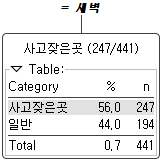 = 새벽
사고잦은곳 (247/441)
Table:
Category % n
사고잦은곳 56,0 247
일반 44,0 194
Total 0,7 441